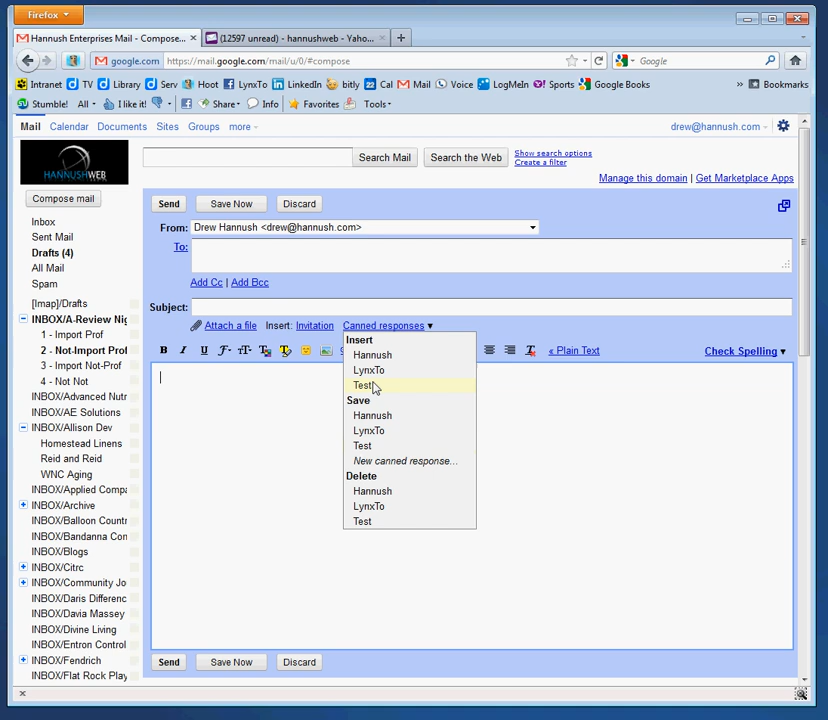 Firefox
Hannush Enterprises Mail - Compose...
(12597 unread) - hannushweb - Yaho...
google.com https://mail.google.com/mail/u/0/#compose
Google
Intranet TV Library Serv Hoot LynxTo LinkedIn bitly 22 Cal Mail Voice LogMeIn Sports Google Books » Bookmarks
Stumble! All I like it! Share Info Favorites Tools
Mail Calendar Documents Sites Groups more drew@hannush.com
HANNUSHWEB
Search Mail Search the Web Show search options
Create a filter
Manage this domain | Get Marketplace Apps
Compose mail
Send Save Now Discard
Inbox
Sent Mail
Drafts (4)
All Mail
Spam
[Imap]/Drafts
INBOX/A-Review Nig
1 - Import Prof
2 - Not-Import Prof
3 - Import Not-Prof
4 - Not Not
INBOX/Advanced Nutr
INBOX/AE Solutions
INBOX/Allison Dev
Homestead Linens
Reid and Reid
WNC Aging
INBOX/Applied Compa
INBOX/Archive
INBOX/Balloon Countr
INBOX/Bandanna Con
INBOX/Blogs
INBOX/Citrc
INBOX/Community Jo
INBOX/Daris Differenc
INBOX/Davia Massey
INBOX/Divine Living
INBOX/Entron Control
INBOX/Fendrich
INBOX/Flat Rock Play
From: Drew Hannush <drew@hannush.com>
To:
Add Cc | Add Bcc
Subject:
Attach a file Insert: Invitation Canned responses ▼
B I U « Plain Text Check Spelling ▼
Insert
Hannush
LynxTo
Test
Save
Hannush
LynxTo
Test
New canned response...
Delete
Hannush
LynxTo
Test
Send Save Now Discard